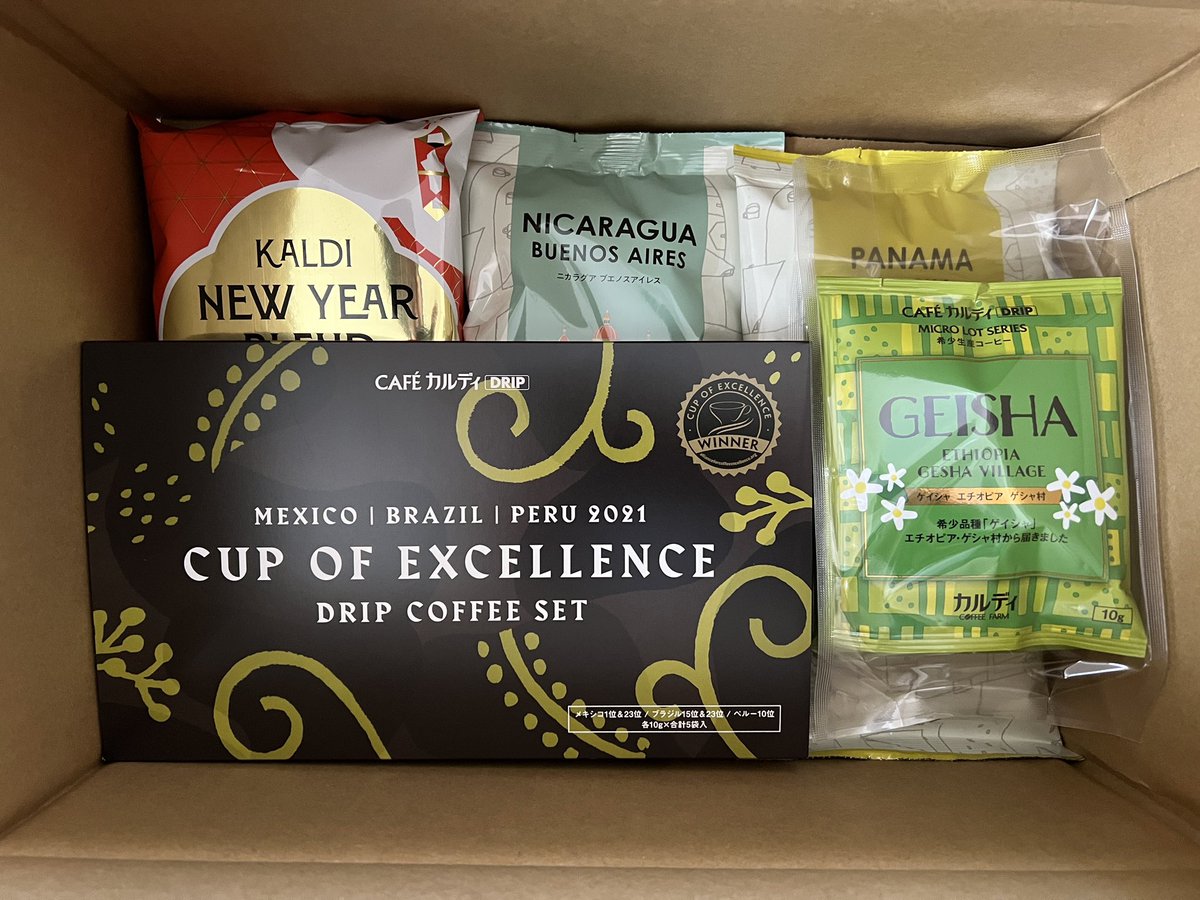 KALDI
NEW YEAR
BLEND
NICARAGUA
BUENOS AIRES
ニカラグア ブエノスアイレス
PANAMA
CAFÉ カルディ DRIP
MICRO LOT SERIES
希少生産コーヒー
GEISHA
ETHIOPIA
GESHA VILLAGE
ゲイシャ エチオピア ゲシャ村
希少品種「ゲイシャ」
エチオピア・ゲシャ村から届きました
カルディ
COFFEE FARM
10g
CAFÉ カルディ DRIP
CUP OF EXCELLENCE
WINNER
MEXICO | BRAZIL | PERU 2021
CUP OF EXCELLENCE
DRIP COFFEE SET
メキシコ1位&23位 / ブラジル15位&23位 / ペルー10位
各10g×合計5袋入